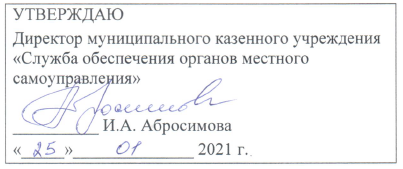 УТВЕРЖДАЮ
Директор муниципального казенного учреждения
«Служба обеспечения органов местного
самоуправления»
И.А. Абросимова
«25» 01 2021 г.